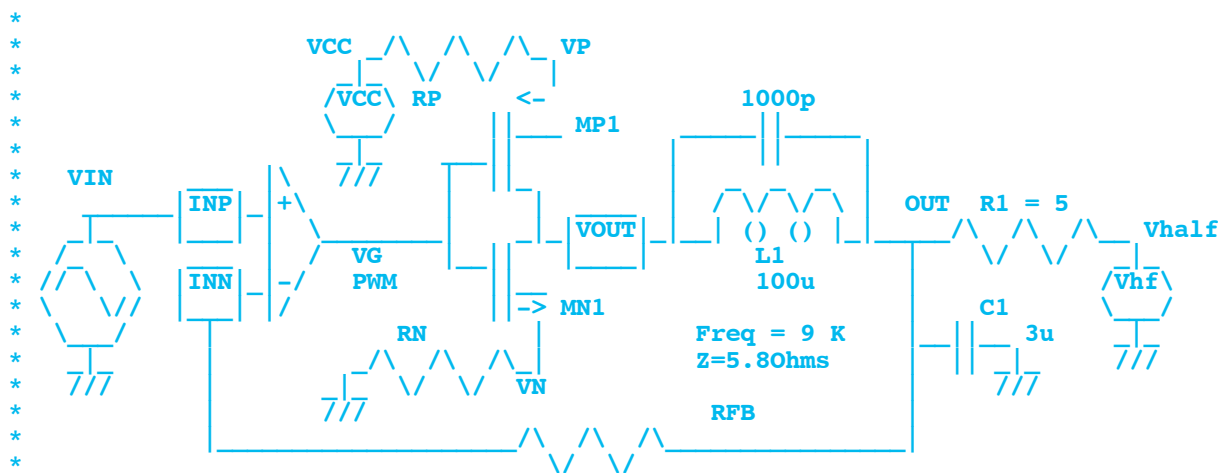 VCC VP
VCC RP <-
1000p
MP1
VIN
INP + OUT R1 = 5
VOUT Vhalf
VG () () L1
INN - PWM 100u Vhf
-> MN1 C1
RN Freq = 9 K 3u
Z=5.8Ohms
VN
RFB